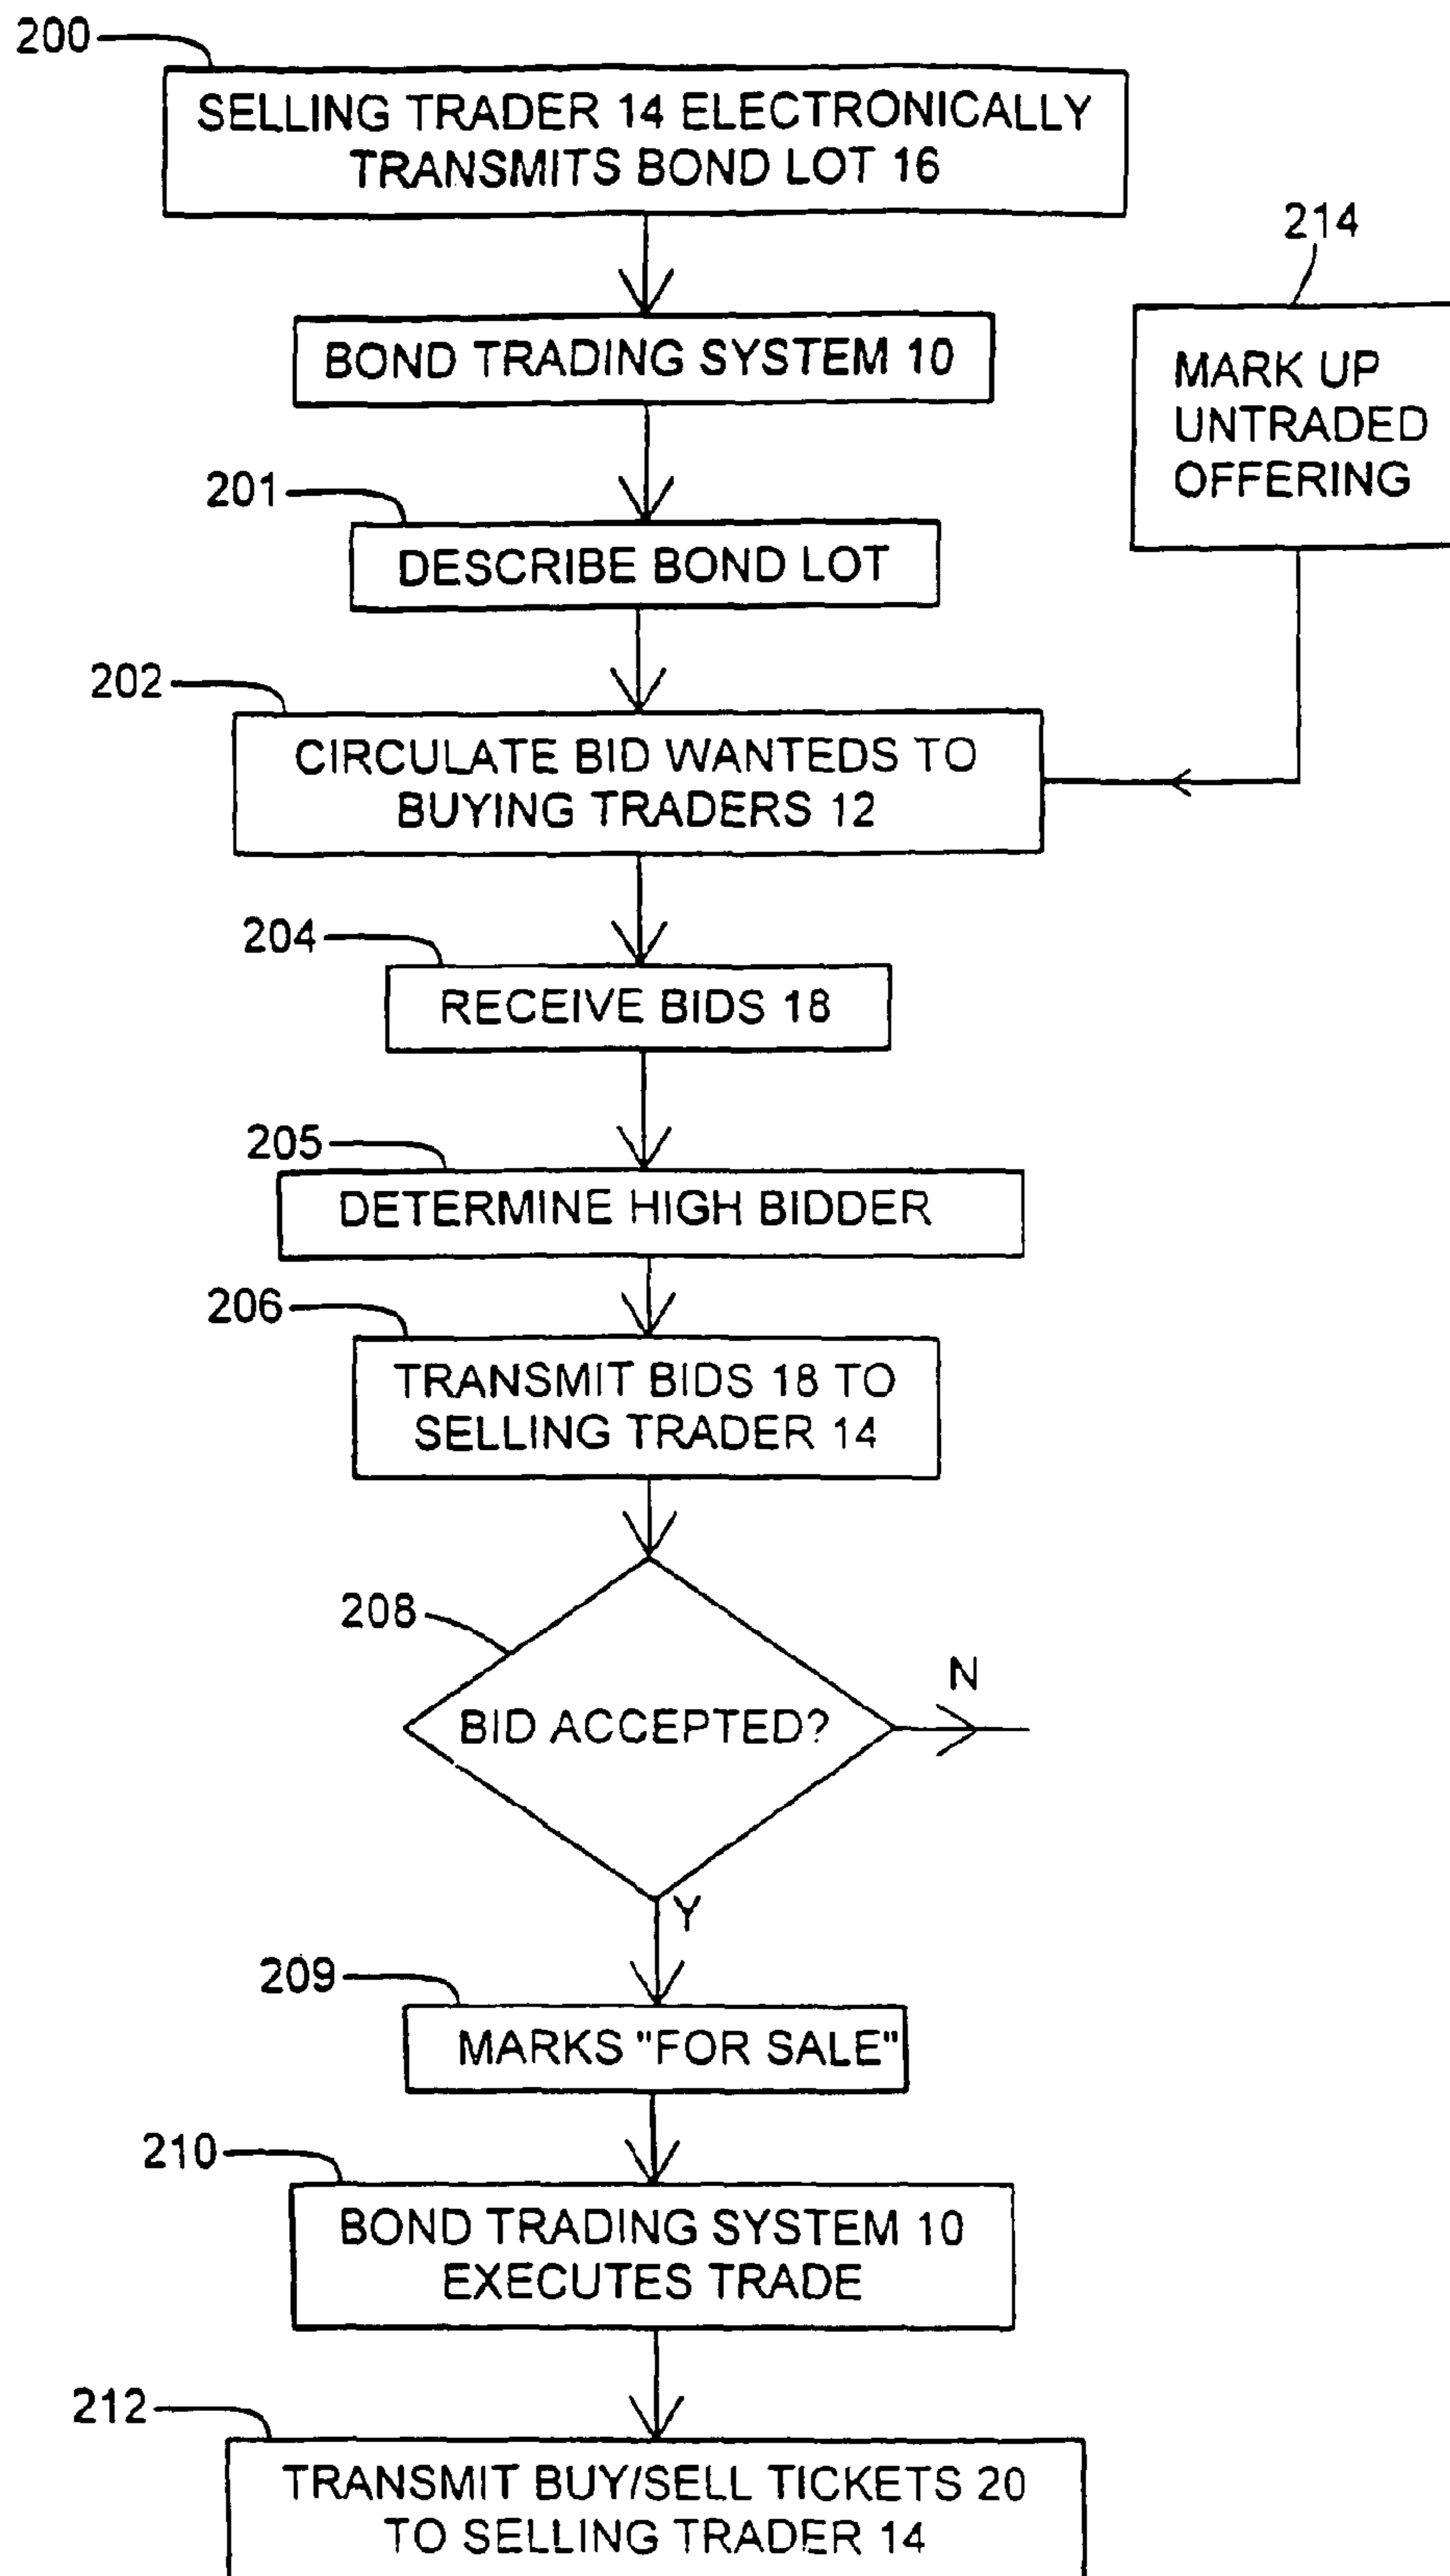 200
SELLING TRADER 14 ELECTRONICALLY
TRANSMITS BOND LOT 16
214
MARK UP
UNTRADED
OFFERING
BOND TRADING SYSTEM 10
201
DESCRIBE BOND LOT
202
CIRCULATE BID WANTEDS TO
BUYING TRADERS 12
204
RECEIVE BIDS 18
205
DETERMINE HIGH BIDDER
206
TRANSMIT BIDS 18 TO
SELLING TRADER 14
208
BID ACCEPTED?
N
Y
209
MARKS "FOR SALE"
210
BOND TRADING SYSTEM 10
EXECUTES TRADE
212
TRANSMIT BUY/SELL TICKETS 20
TO SELLING TRADER 14